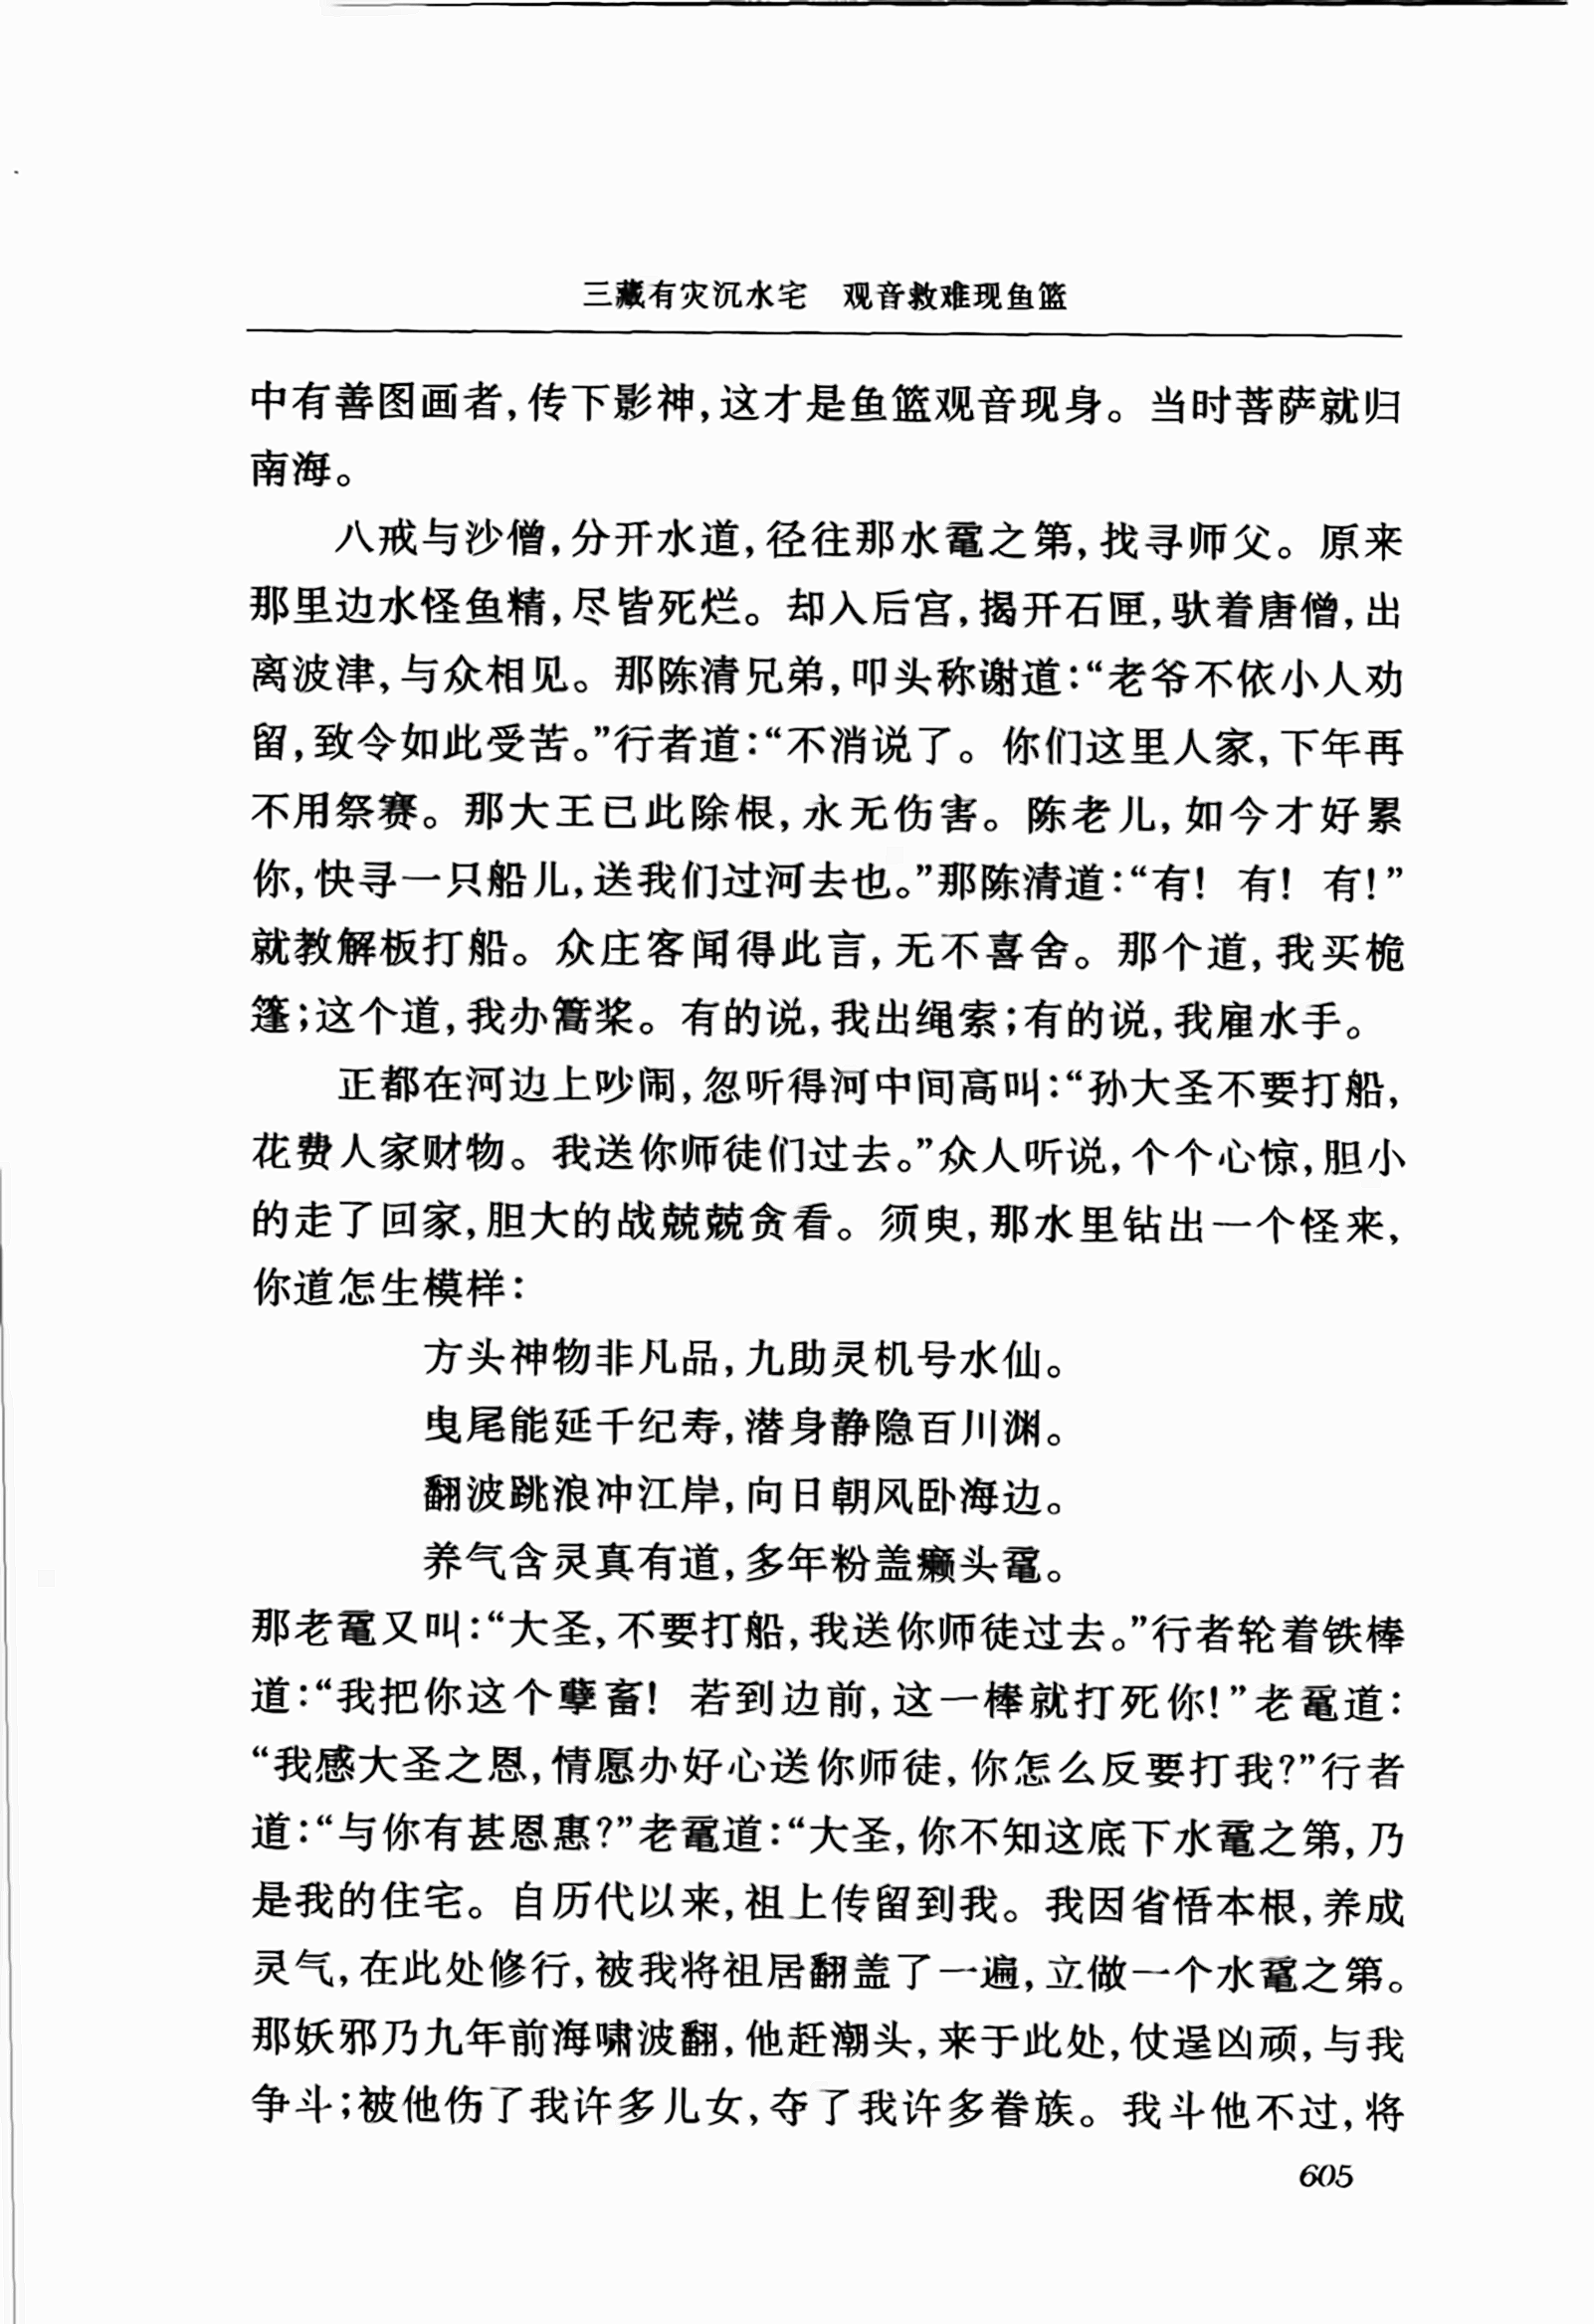 三藏有灾沉水宅　观音救难现鱼篮
中有善图画者,传下影神,这才是鱼篮观音现身。当时菩萨就归
南海。
八戒与沙僧,分开水道,径往那水鼋之第,找寻师父。原来
那里边水怪鱼精,尽皆死烂。却入后宫,揭开石匣,驮着唐僧,出
离波津,与众相见。那陈清兄弟,叩头称谢道:“老爷不依小人劝
留,致令如此受苦。”行者道:“不消说了。你们这里人家,下年再
不用祭赛。那大王已此除根,永无伤害。陈老儿,如今才好累
你,快寻一只船儿,送我们过河去也。”那陈清道:“有! 有! 有!”
就教解板打船。众庄客闻得此言,无不喜舍。那个道,我买桅
篷;这个道,我办篙桨。有的说,我出绳索;有的说,我雇水手。
正都在河边上吵闹,忽听得河中间高叫:“孙大圣不要打船,
花费人家财物。我送你师徒们过去。”众人听说,个个心惊,胆小
的走了回家,胆大的战兢兢贪看。须臾,那水里钻出一个怪来,
你道怎生模样:
方头神物非凡品,九助灵机号水仙。
曳尾能延千纪寿,潜身静隐百川渊。
翻波跳浪冲江岸,向日朝风卧海边。
养气含灵真有道,多年粉盖癞头鼋。
那老鼋又叫:“大圣,不要打船,我送你师徒过去。”行者轮着铁棒
道:“我把你这个孽畜! 若到边前,这一棒就打死你!”老鼋道:
“我感大圣之恩,情愿办好心送你师徒,你怎么反要打我?”行者
道:“与你有甚恩惠?”老鼋道:“大圣,你不知这底下水鼋之第,乃
是我的住宅。自历代以来,祖上传留到我。我因省悟本根,养成
灵气,在此处修行,被我将祖居翻盖了一遍,立做一个水鼋之第。
那妖邪乃九年前海啸波翻,他赶潮头,来于此处,仗逞凶顽,与我
争斗;被他伤了我许多儿女,夺了我许多眷族。我斗他不过,将
605